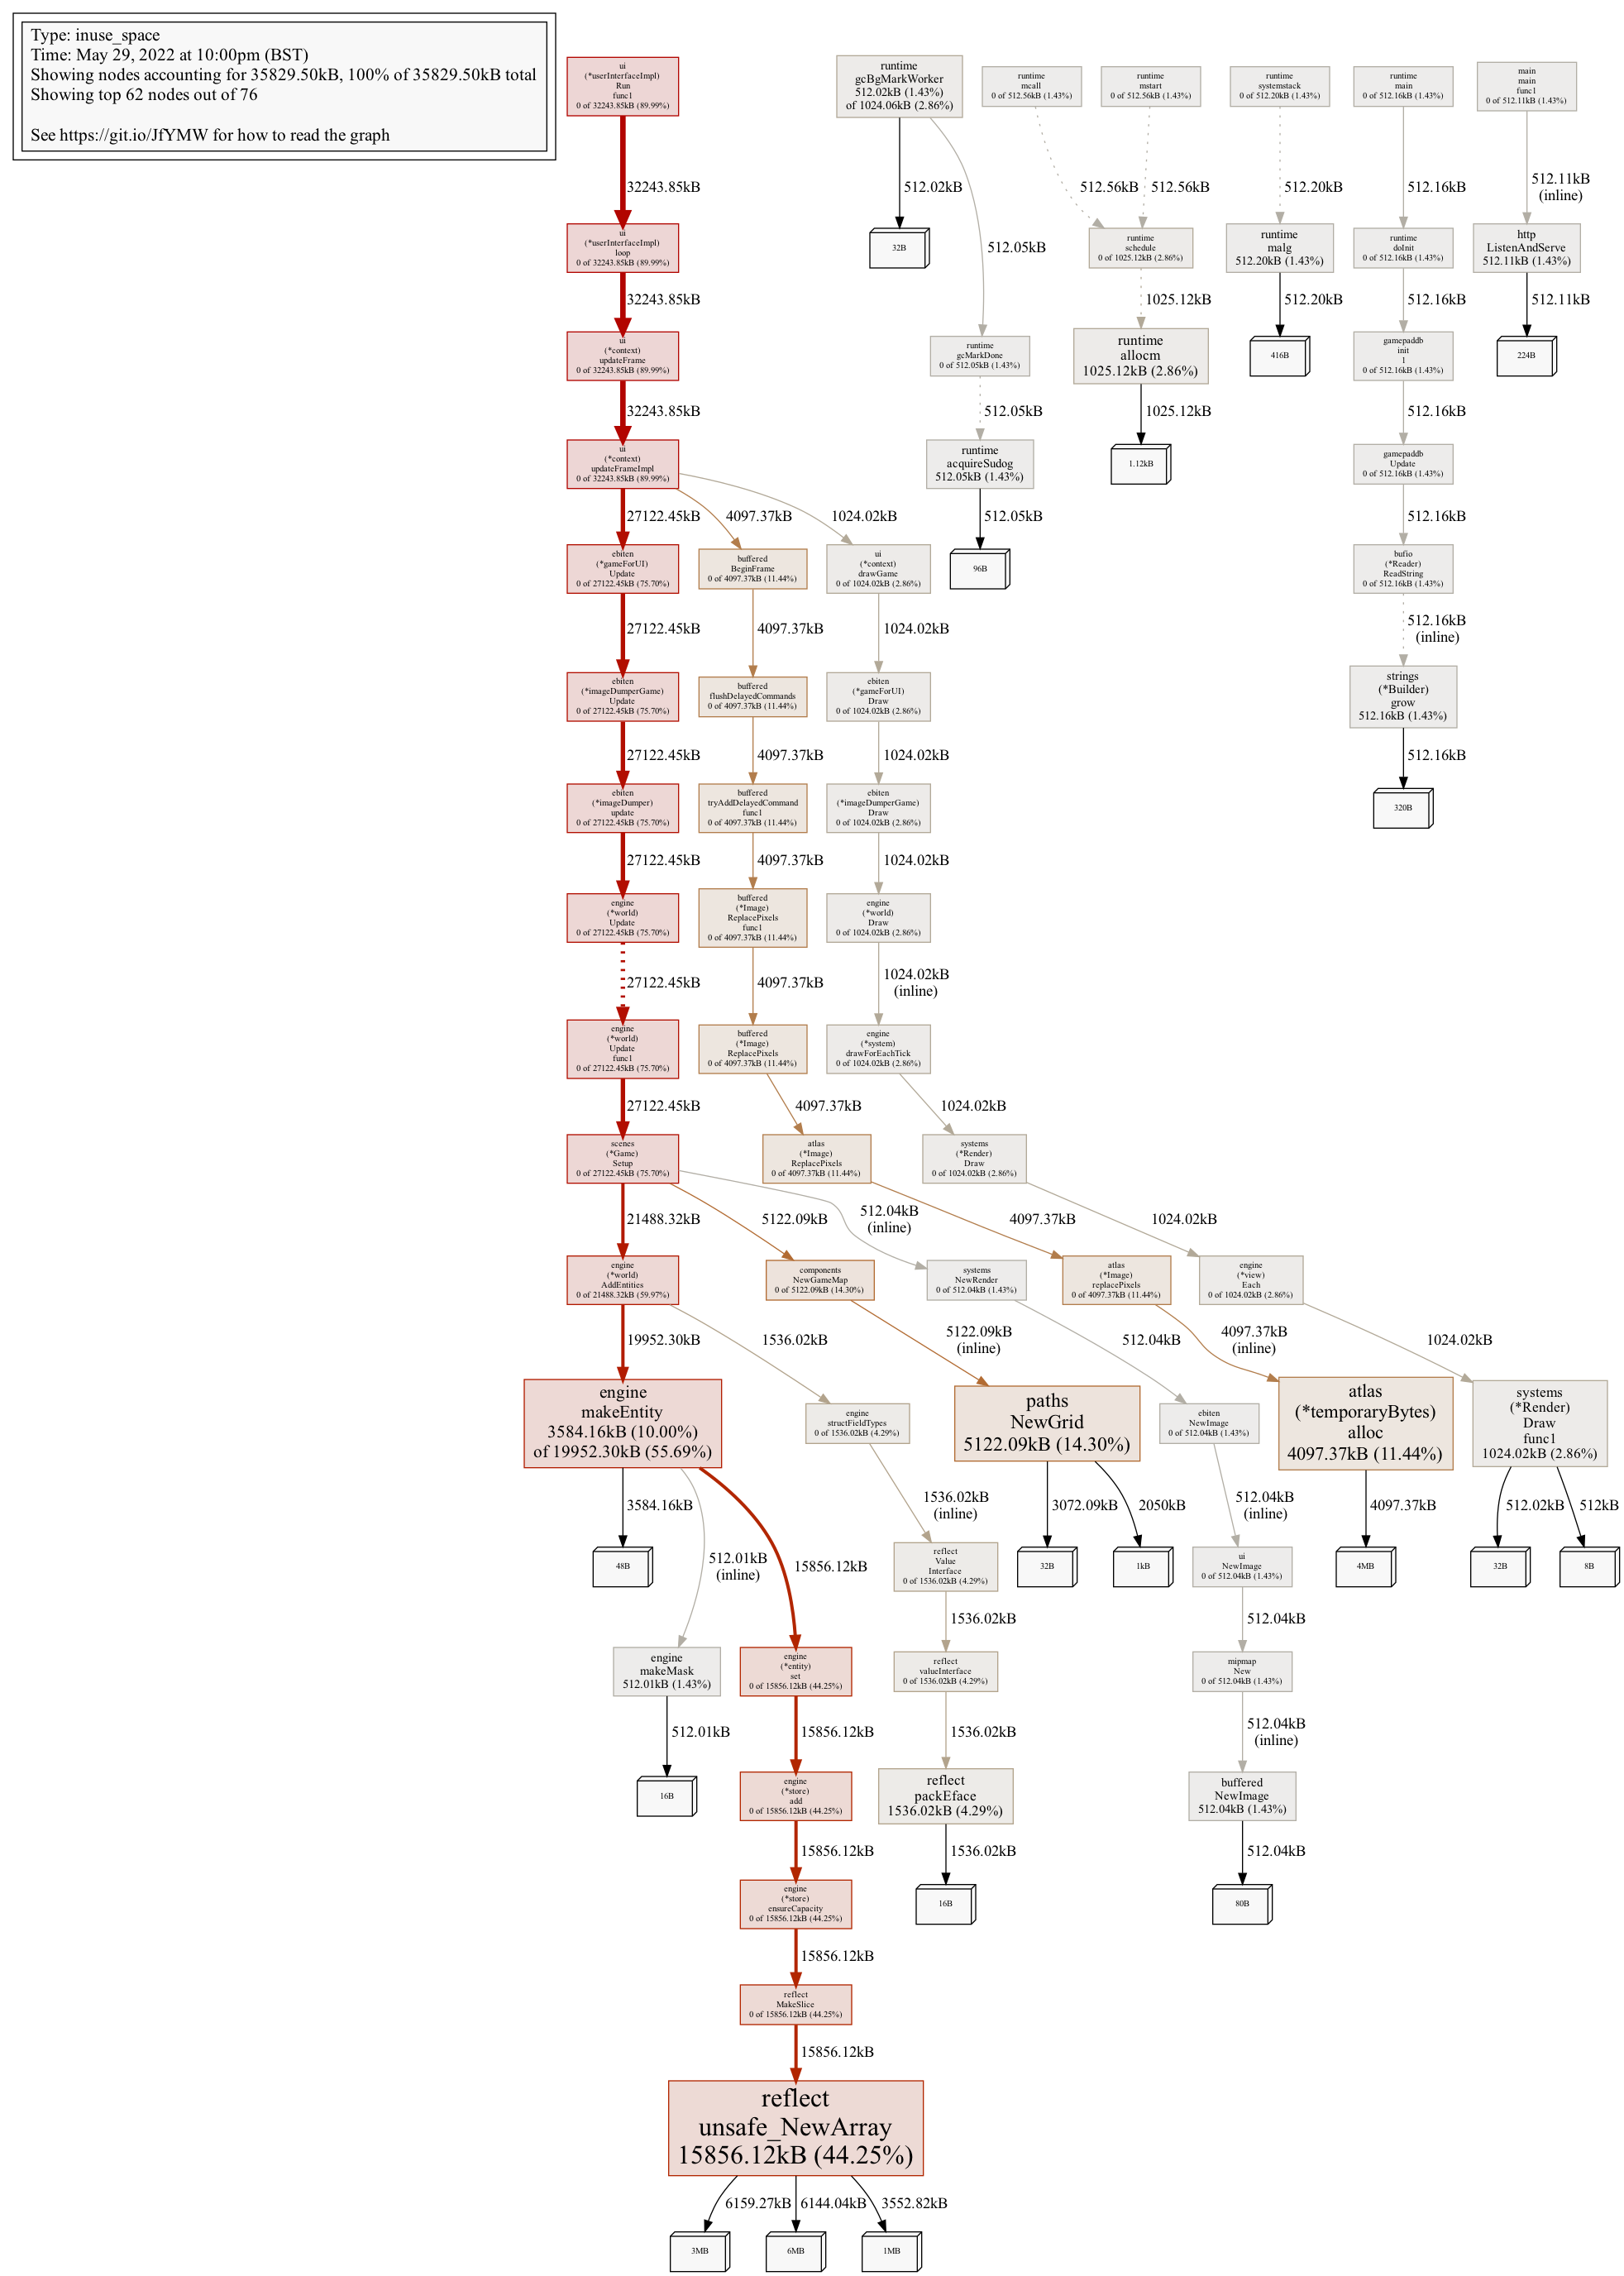 Type: inuse_space
Time: May 29, 2022 at 10:00pm (BST)
Showing nodes accounting for 35829.50kB, 100% of 35829.50kB total
Showing top 62 nodes out of 76
See https://git.io/JfYMW for how to read the graph
ui
(*userInterfaceImpl)
Run
func1
0 of 32243.85kB (89.99%)
runtime
gcBgMarkWorker
512.02kB (1.43%)
of 1024.06kB (2.86%)
runtime
mcall
0 of 512.56kB (1.43%)
runtime
mstart
0 of 512.56kB (1.43%)
runtime
systemstack
0 of 512.20kB (1.43%)
runtime
main
0 of 512.16kB (1.43%)
main
main
func1
0 of 512.11kB (1.43%)
32243.85kB
512.02kB
512.56kB
512.56kB
512.20kB
512.16kB
512.11kB
(inline)
ui
(*userInterfaceImpl)
loop
0 of 32243.85kB (89.99%)
32B
512.05kB
runtime
schedule
0 of 1025.12kB (2.86%)
runtime
malg
512.20kB (1.43%)
runtime
doInit
0 of 512.16kB (1.43%)
http
ListenAndServe
512.11kB (1.43%)
32243.85kB
1025.12kB
512.20kB
512.16kB
512.11kB
ui
(*context)
updateFrame
0 of 32243.85kB (89.99%)
runtime
gcMarkDone
0 of 512.05kB (1.43%)
runtime
allocm
1025.12kB (2.86%)
416B
gamepaddb
init
1
0 of 512.16kB (1.43%)
224B
32243.85kB
512.05kB
1025.12kB
512.16kB
ui
(*context)
updateFrameImpl
0 of 32243.85kB (89.99%)
runtime
acquireSudog
512.05kB (1.43%)
1.12kB
gamepaddb
Update
0 of 512.16kB (1.43%)
27122.45kB
4097.37kB
1024.02kB
512.05kB
512.16kB
ebiten
(*gameForUI)
Update
0 of 27122.45kB (75.70%)
buffered
BeginFrame
0 of 4097.37kB (11.44%)
ui
(*context)
drawGame
0 of 1024.02kB (2.86%)
96B
bufio
(*Reader)
ReadString
0 of 512.16kB (1.43%)
27122.45kB
4097.37kB
1024.02kB
512.16kB
(inline)
ebiten
(*imageDumperGame)
Update
0 of 27122.45kB (75.70%)
buffered
flushDelayedCommands
0 of 4097.37kB (11.44%)
ebiten
(*gameForUI)
Draw
0 of 1024.02kB (2.86%)
strings
(*Builder)
grow
512.16kB (1.43%)
27122.45kB
4097.37kB
1024.02kB
512.16kB
ebiten
(*imageDumper)
update
0 of 27122.45kB (75.70%)
buffered
tryAddDelayedCommand
func1
0 of 4097.37kB (11.44%)
ebiten
(*imageDumperGame)
Draw
0 of 1024.02kB (2.86%)
320B
27122.45kB
4097.37kB
1024.02kB
engine
(*world)
Update
0 of 27122.45kB (75.70%)
buffered
(*Image)
ReplacePixels
func1
0 of 4097.37kB (11.44%)
engine
(*world)
Draw
0 of 1024.02kB (2.86%)
27122.45kB
4097.37kB
1024.02kB
(inline)
engine
(*world)
Update
func1
0 of 27122.45kB (75.70%)
buffered
(*Image)
ReplacePixels
0 of 4097.37kB (11.44%)
engine
(*system)
drawForEachTick
0 of 1024.02kB (2.86%)
27122.45kB
4097.37kB
1024.02kB
scenes
(*Game)
Setup
0 of 27122.45kB (75.70%)
atlas
(*Image)
ReplacePixels
0 of 4097.37kB (11.44%)
systems
(*Render)
Draw
0 of 1024.02kB (2.86%)
21488.32kB
5122.09kB
512.04kB
(inline)
4097.37kB
1024.02kB
engine
(*world)
AddEntities
0 of 21488.32kB (59.97%)
components
NewGameMap
0 of 5122.09kB (14.30%)
systems
NewRender
0 of 512.04kB (1.43%)
atlas
(*Image)
replacePixels
0 of 4097.37kB (11.44%)
engine
(*view)
Each
0 of 1024.02kB (2.86%)
19952.30kB
1536.02kB
5122.09kB
(inline)
512.04kB
4097.37kB
(inline)
1024.02kB
engine
makeEntity
3584.16kB (10.00%)
of 19952.30kB (55.69%)
engine
structFieldTypes
0 of 1536.02kB (4.29%)
paths
NewGrid
5122.09kB (14.30%)
ebiten
NewImage
0 of 512.04kB (1.43%)
atlas
(*temporaryBytes)
alloc
4097.37kB (11.44%)
systems
(*Render)
Draw
func1
1024.02kB (2.86%)
3584.16kB
512.01kB
(inline)
15856.12kB
1536.02kB
(inline)
3072.09kB
2050kB
512.04kB
(inline)
4097.37kB
512.02kB
512kB
48B
reflect
Value
Interface
0 of 1536.02kB (4.29%)
32B
1kB
ui
NewImage
0 of 512.04kB (1.43%)
4MB
32B
8B
1536.02kB
512.04kB
engine
makeMask
512.01kB (1.43%)
engine
(*entity)
set
0 of 15856.12kB (44.25%)
reflect
valueInterface
0 of 1536.02kB (4.29%)
mipmap
New
0 of 512.04kB (1.43%)
512.01kB
15856.12kB
1536.02kB
512.04kB
(inline)
16B
engine
(*store)
add
0 of 15856.12kB (44.25%)
reflect
packEface
1536.02kB (4.29%)
buffered
NewImage
512.04kB (1.43%)
15856.12kB
1536.02kB
512.04kB
engine
(*store)
ensureCapacity
0 of 15856.12kB (44.25%)
16B
80B
15856.12kB
reflect
MakeSlice
0 of 15856.12kB (44.25%)
15856.12kB
reflect
unsafe_NewArray
15856.12kB (44.25%)
6159.27kB
6144.04kB
3552.82kB
3MB
6MB
1MB